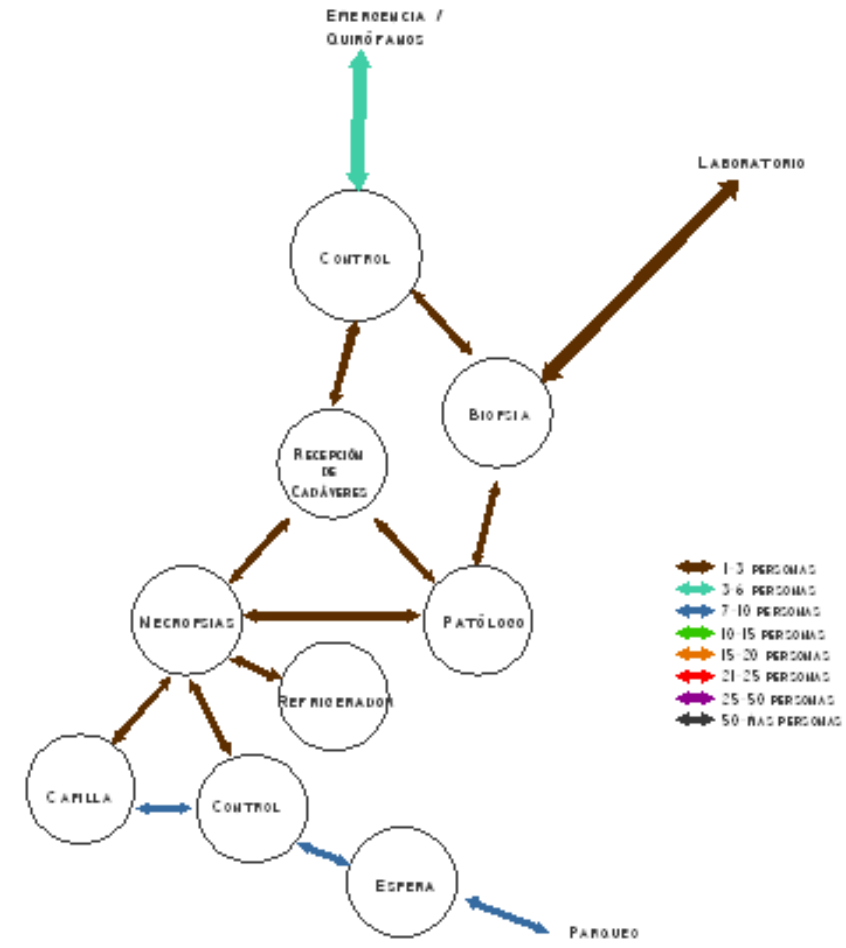 EMERGENCIA /
QUIRÓFANOS
LABORATORIO
CONTROL
BIOPSIA
RECEPCIÓN
DE
CADÁVERES
NECROPSIAS
PATÓLOGO
REFRIGERADOR
CAPILLA
CONTROL
ESPERA
PARQUEO
1-3 PERSONAS
3-6 PERSONAS
7-10 PERSONAS
10-15 PERSONAS
15-20 PERSONAS
21-25 PERSONAS
25-50 PERSONAS
50-MAS PERSONAS